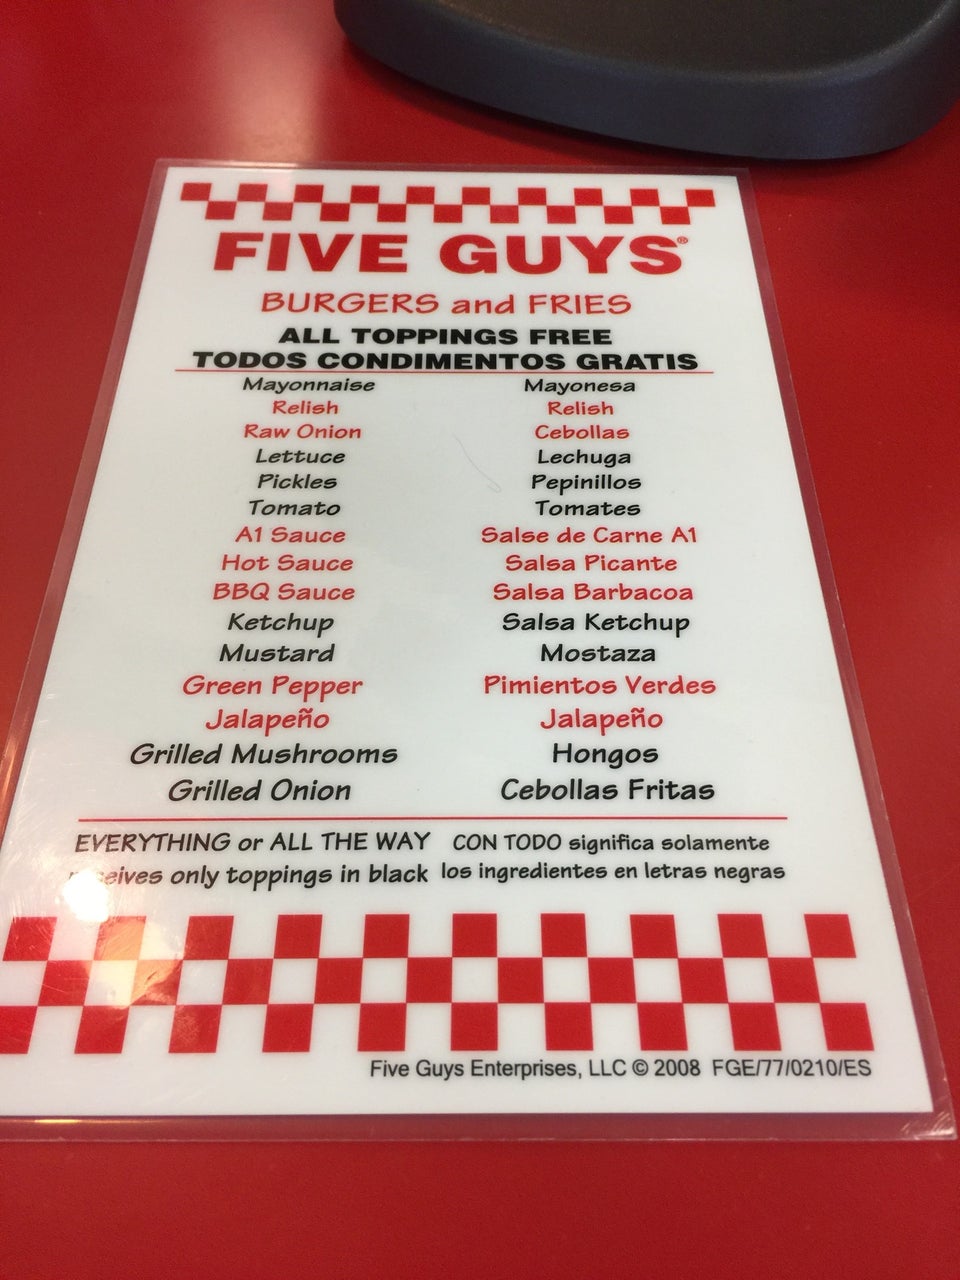 FIVE GUYS®
BURGERS and FRIES
ALL TOPPINGS FREE
TODOS CONDIMENTOS GRATIS
Mayonnaise Mayonesa
Relish Relish
Raw Onion Cebollas
Lettuce Lechuga
Pickles Pepinillos
Tomato Tomates
A1 Sauce Salse de Carne A1
Hot Sauce Salsa Picante
BBQ Sauce Salsa Barbacoa
Ketchup Salsa Ketchup
Mustard Mostaza
Green Pepper Pimientos Verdes
Jalapeño Jalapeño
Grilled Mushrooms Hongos
Grilled Onion Cebollas Fritas
EVERYTHING or ALL THE WAY CON TODO significa solamente
receives only toppings in black los ingredientes en letras negras
Five Guys Enterprises, LLC © 2008 FGE/77/0210/ES